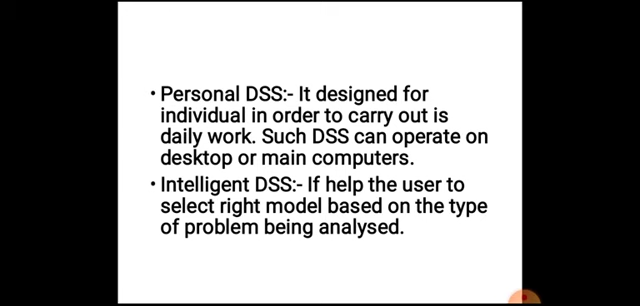 • Personal DSS:- It designed for
individual in order to carry out is
daily work. Such DSS can operate on
desktop or main computers.
• Intelligent DSS:- If help the user to
select right model based on the type
of problem being analysed.